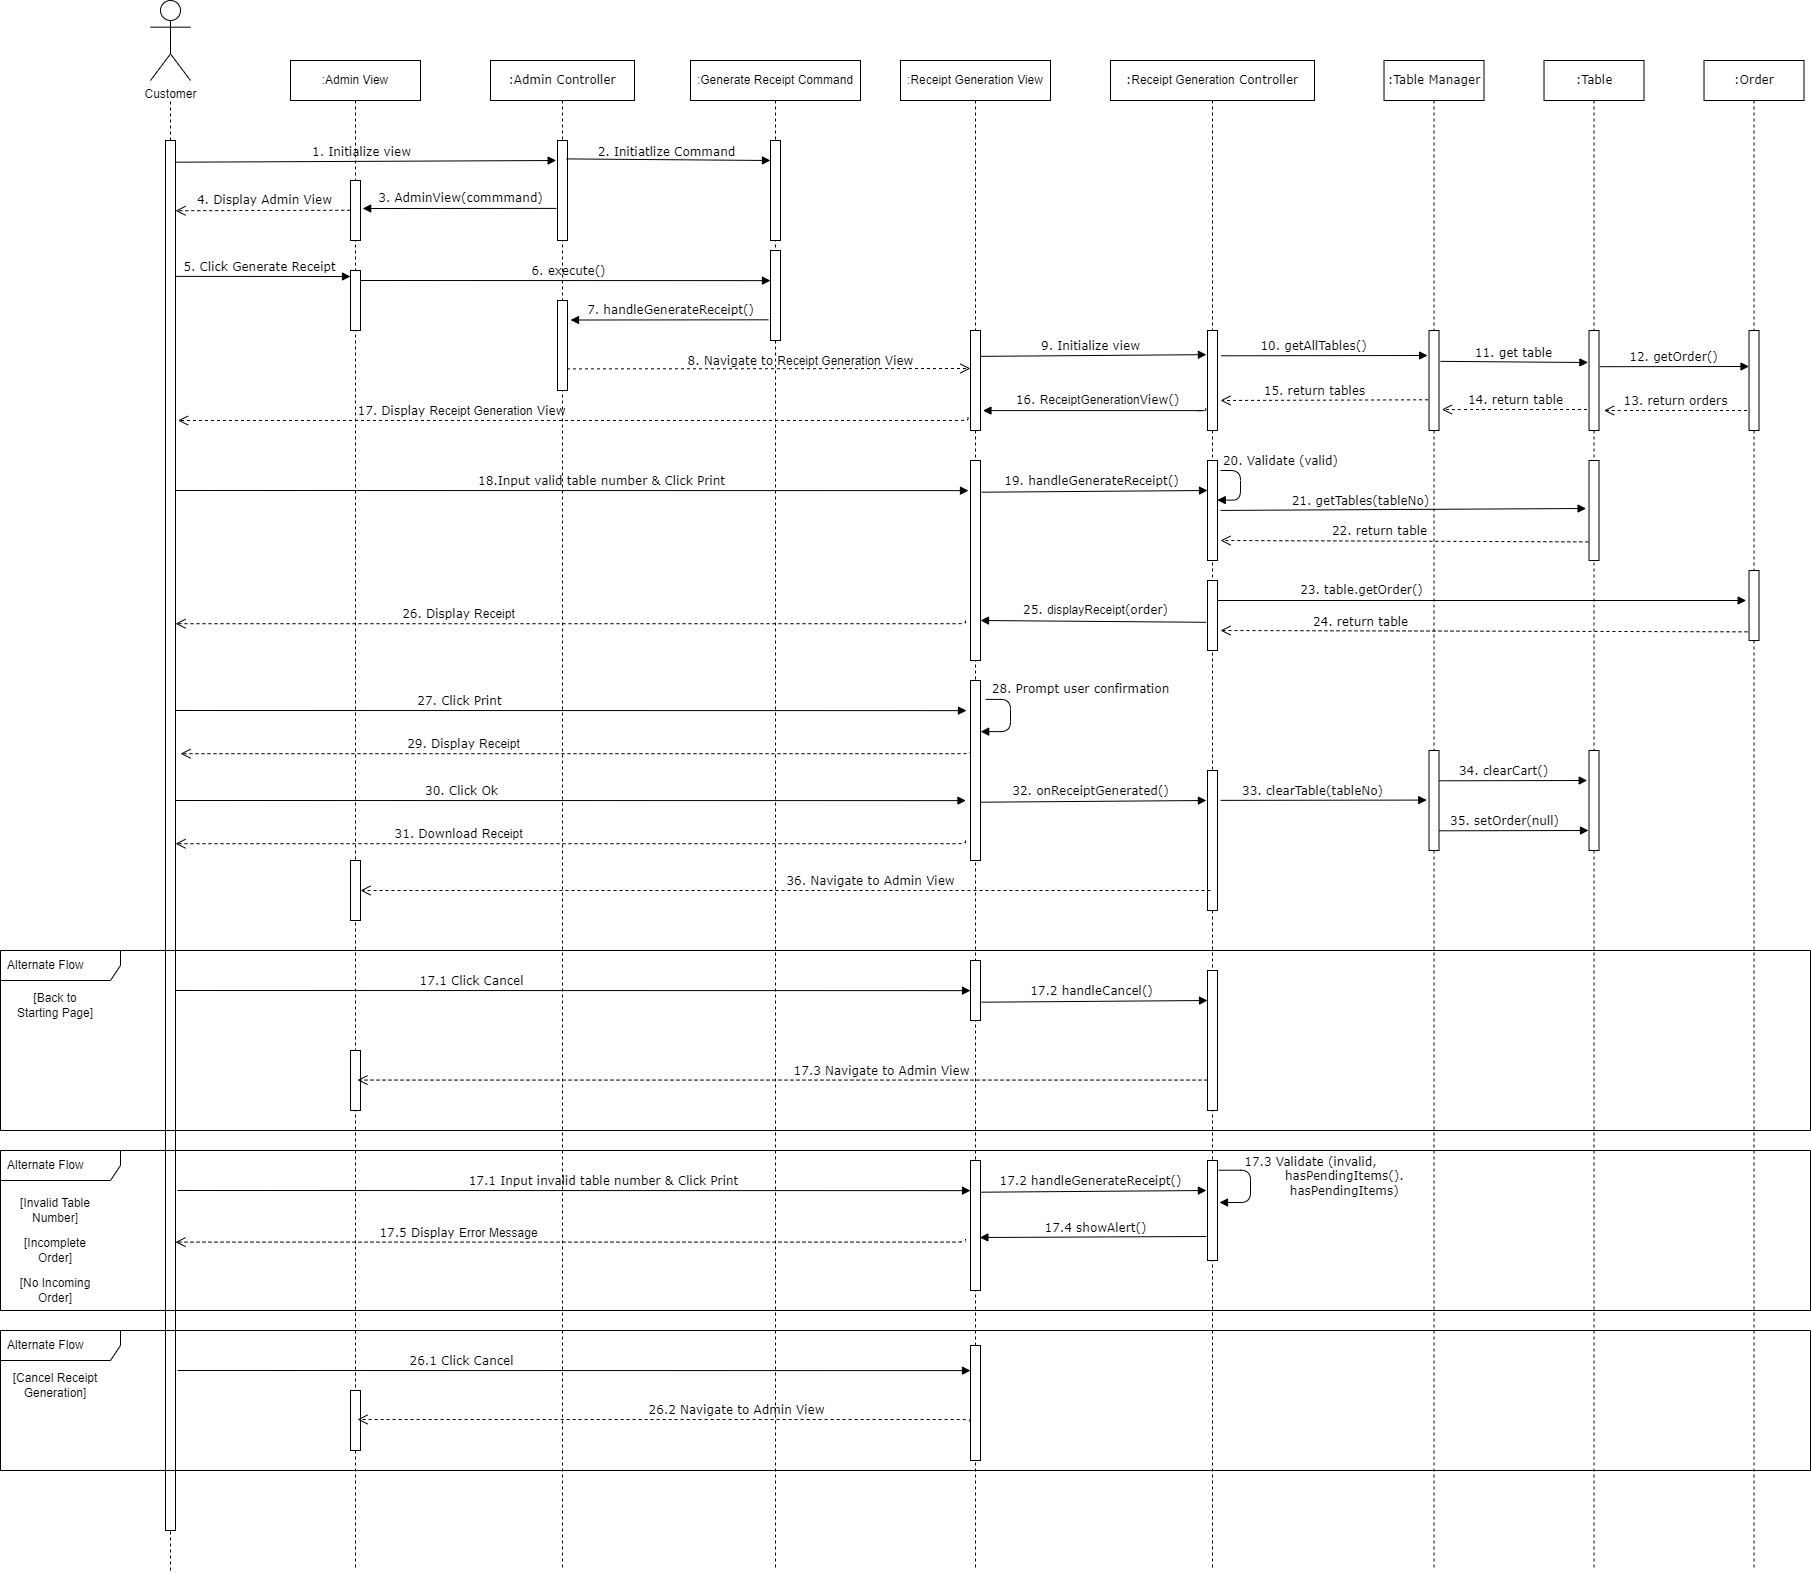 Customer
:Admin View
:Admin Controller
:Generate Receipt Command
:Receipt Generation View
:Receipt Generation Controller
:Table Manager
:Table
:Order
1. Initialize view
2. Initiatlize Command
3. AdminView(commmand)
4. Display Admin View
5. Click Generate Receipt
6. execute()
7. handleGenerateReceipt()
8. Navigate to Receipt Generation View
9. Initialize view
10. getAllTables()
11. get table
12. getOrder()
13. return orders
14. return table
15. return tables
16. ReceiptGenerationView()
17. Display Receipt Generation View
18.Input valid table number & Click Print
19. handleGenerateReceipt()
20. Validate (valid)
21. getTables(tableNo)
22. return table
23. table.getOrder()
24. return table
25. displayReceipt(order)
26. Display Receipt
27. Click Print
28. Prompt user confirmation
29. Display Receipt
30. Click Ok
31. Download Receipt
32. onReceiptGenerated()
33. clearTable(tableNo)
34. clearCart()
35. setOrder(null)
36. Navigate to Admin View
Alternate Flow
[Back to
Starting Page]
17.1 Click Cancel
17.2 handleCancel()
17.3 Navigate to Admin View
Alternate Flow
[Invalid Table
Number]
[Incomplete
Order]
[No Incoming
Order]
17.1 Input invalid table number & Click Print
17.2 handleGenerateReceipt()
17.3 Validate (invalid,
hasPendingItems().
hasPendingItems)
17.4 showAlert()
17.5 Display Error Message
Alternate Flow
[Cancel Receipt
Generation]
26.1 Click Cancel
26.2 Navigate to Admin View